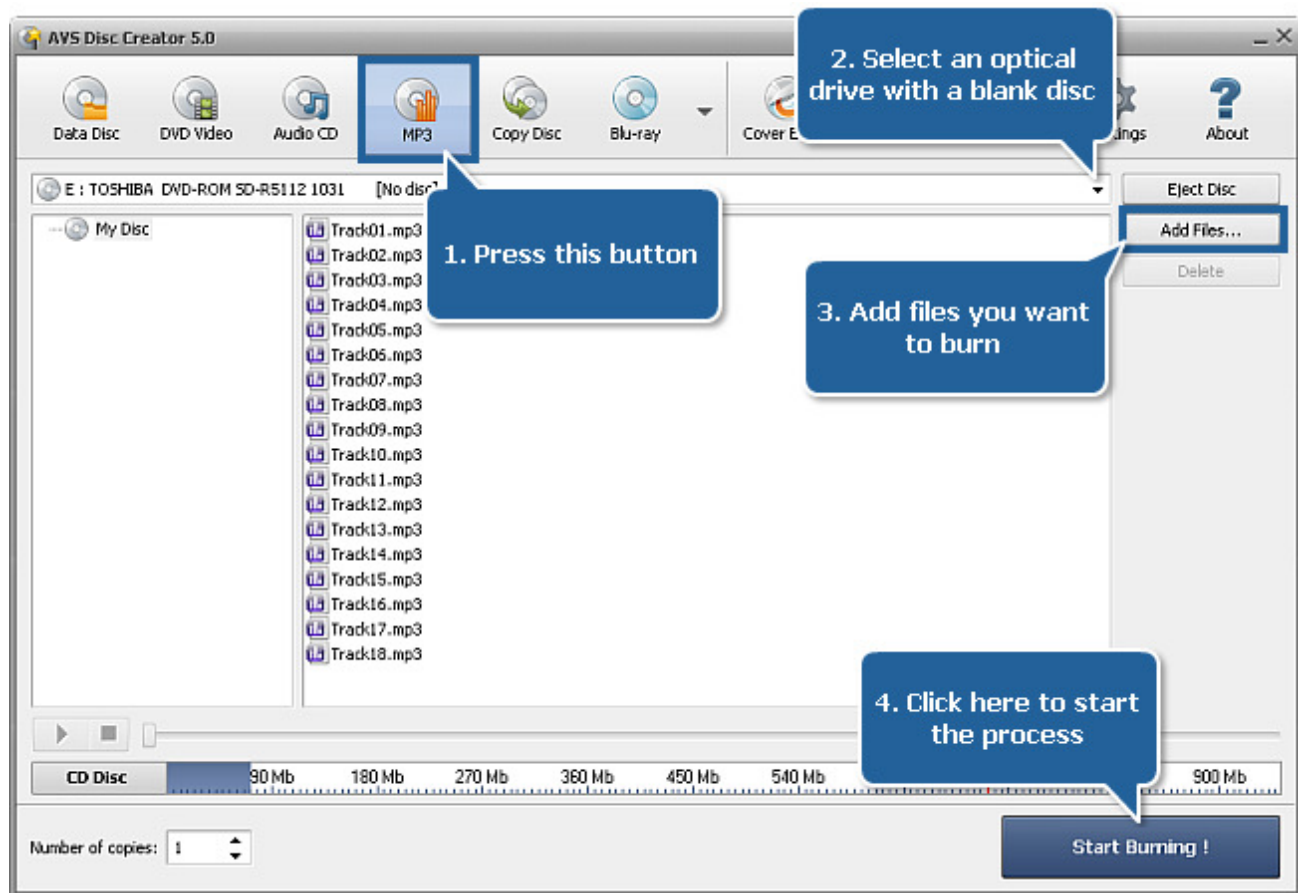 AVS Disc Creator 5.0
2. Select an optical
drive with a blank disc
Data Disc
DVD Video
Audio CD
MP3
Copy Disc
Blu-ray
Cover E
ings
About
E : TOSHIBA DVD-ROM SD-R5112 1031 [No disc]
Eject Disc
My Disc
Track01.mp3
Track02.mp3
Track03.mp3
Track04.mp3
Track05.mp3
Track06.mp3
Track07.mp3
Track08.mp3
Track09.mp3
Track10.mp3
Track11.mp3
Track12.mp3
Track13.mp3
Track14.mp3
Track15.mp3
Track16.mp3
Track17.mp3
Track18.mp3
1. Press this button
Add Files...
Delete
3. Add files you want
to burn
4. Click here to start
the process
CD Disc
90 Mb 180 Mb 270 Mb 360 Mb 450 Mb 540 Mb 900 Mb
Number of copies: 1
Start Burning !